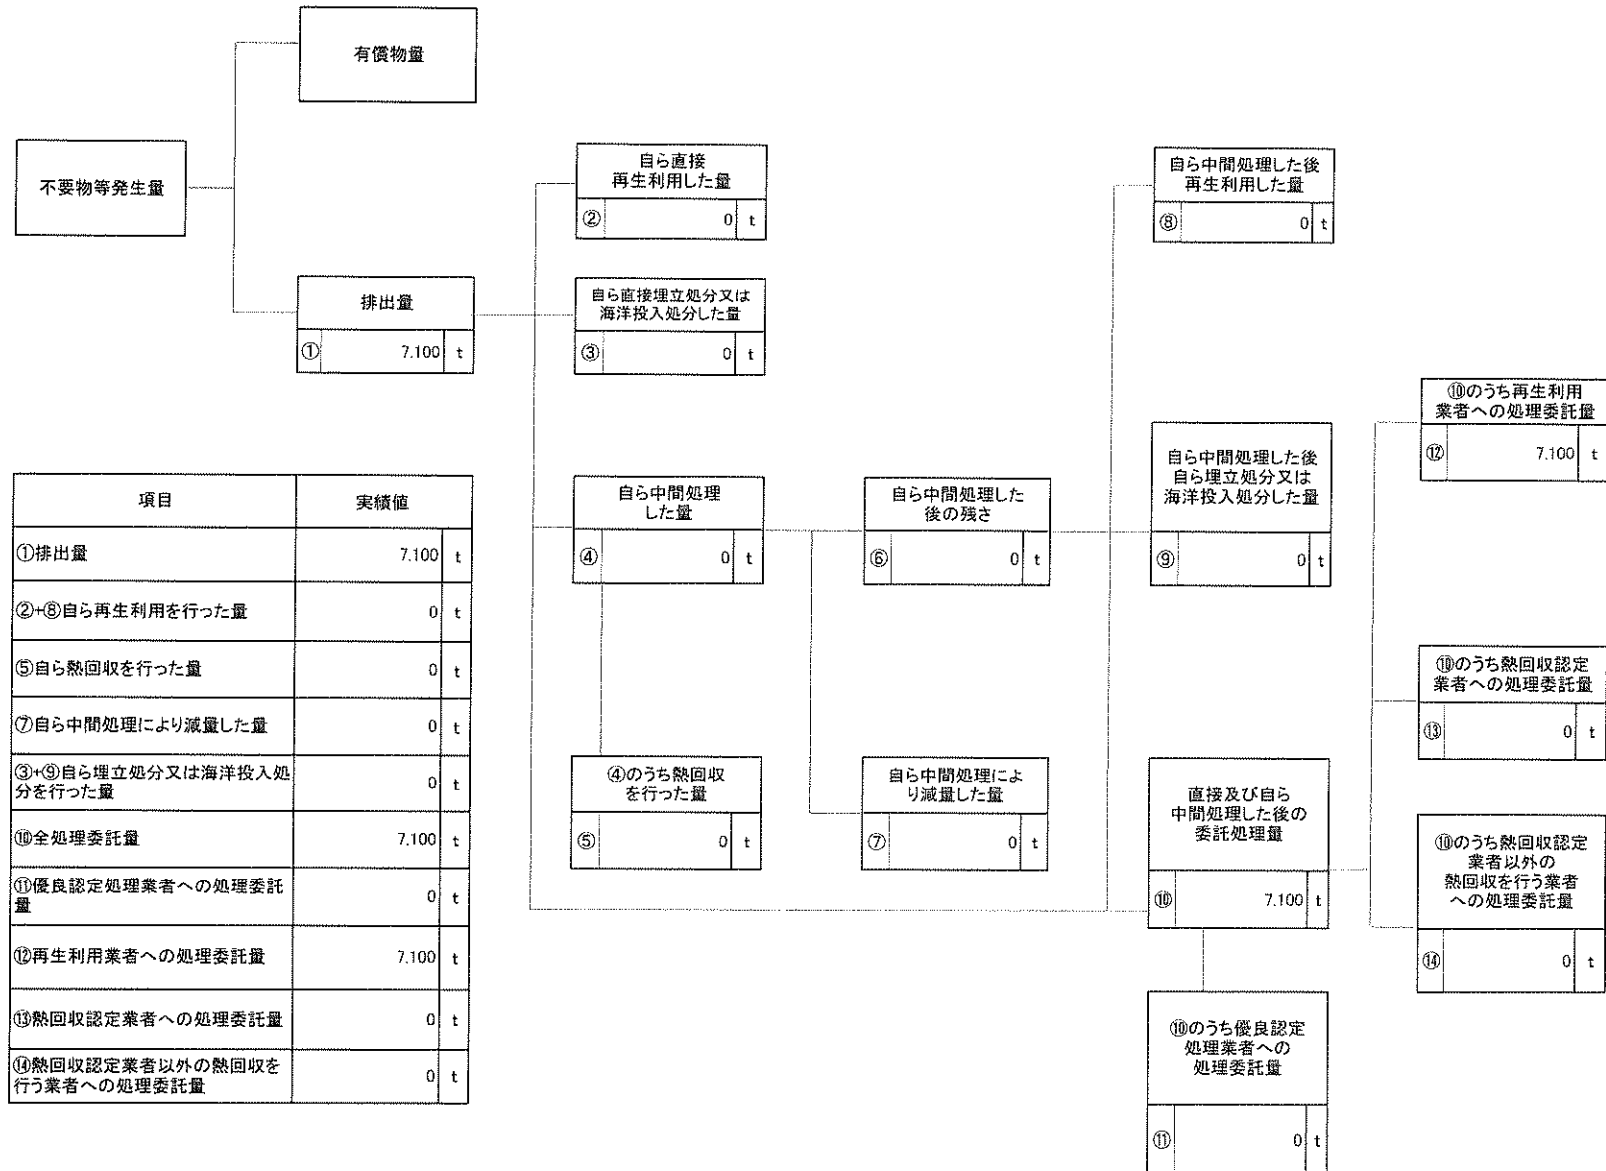 有償物量
不要物等発生量
排出量
① 7.100 t
自ら直接
再生利用した量
② 0 t
自ら直接埋立処分又は
海洋投入処分した量
③ 0 t
自ら中間処理
した量
④ 0 t
④のうち熱回収
を行った量
⑤ 0 t
自ら中間処理した
後の残さ
⑥ 0 t
自ら中間処理によ
り減量した量
⑦ 0 t
自ら中間処理した後
再生利用した量
⑧ 0 t
自ら中間処理した後
自ら埋立処分又は
海洋投入処分した量
⑨ 0 t
直接及び自ら
中間処理した後の
委託処理量
⑩ 7.100 t
⑩のうち優良認定
処理業者への
処理委託量
⑪ 0 t
⑩のうち再生利用
業者への処理委託量
⑫ 7.100 t
⑩のうち熱回収認定
業者への処理委託量
⑬ 0 t
⑩のうち熱回収認定
業者以外の
熱回収を行う業者
への処理委託量
⑭ 0 t
項目 実績値
①排出量 7.100 t
②+⑧自ら再生利用を行った量 0 t
⑤自ら熱回収を行った量 0 t
⑦自ら中間処理により減量した量 0 t
③+⑨自ら埋立処分又は海洋投入処
分を行った量 0 t
⑩全処理委託量 7.100 t
⑪優良認定処理業者への処理委託
量 0 t
⑫再生利用業者への処理委託量 7.100 t
⑬熱回収認定業者への処理委託量 0 t
⑭熱回収認定業者以外の熱回収を
行う業者への処理委託量 0 t